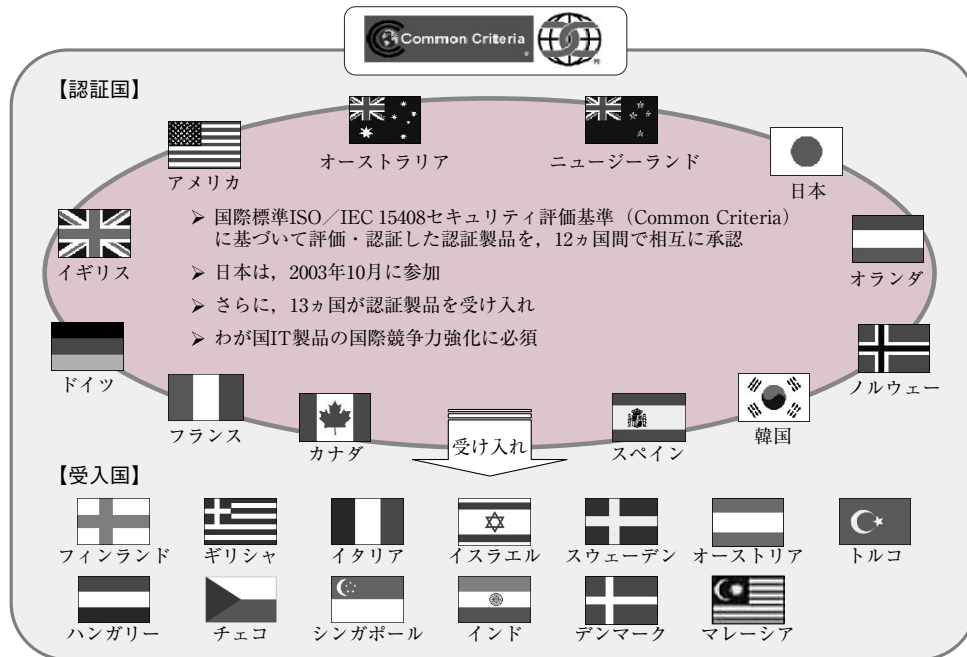 Common Criteria
【認証国】
オーストラリア
ニュージーランド
アメリカ
日本
➢ 国際標準ISO／IEC 15408セキュリティ評価基準（Common Criteria）
に基づいて評価・認証した認証製品を，12ヵ国間で相互に承認
イギリス
オランダ
➢ 日本は，2003年10月に参加
➢ さらに，13ヵ国が認証製品を受け入れ
➢ わが国IT製品の国際競争力強化に必須
ドイツ
ノルウェー
フランス
カナダ
受け入れ
スペイン
韓国
【受入国】
フィンランド ギリシャ イタリア イスラエル スウェーデン オーストリア トルコ
ハンガリー チェコ シンガポール インド デンマーク マレーシア